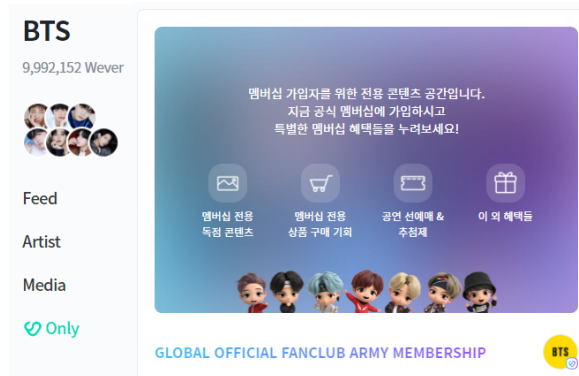 BTS
9,992,152 Wever
Feed
Artist
Media
Only
멤버십 가입자를 위한 전용 콘텐츠 공간입니다.
지금 공식 멤버십에 가입하시고
특별한 멤버십 혜택들을 누려보세요!
멤버십 전용
독점 콘텐츠
멤버십 전용
상품 구매 기회
공연 선예매 &
추첨제
이 외 혜택들
GLOBAL OFFICIAL FANCLUB ARMY MEMBERSHIP
BTS